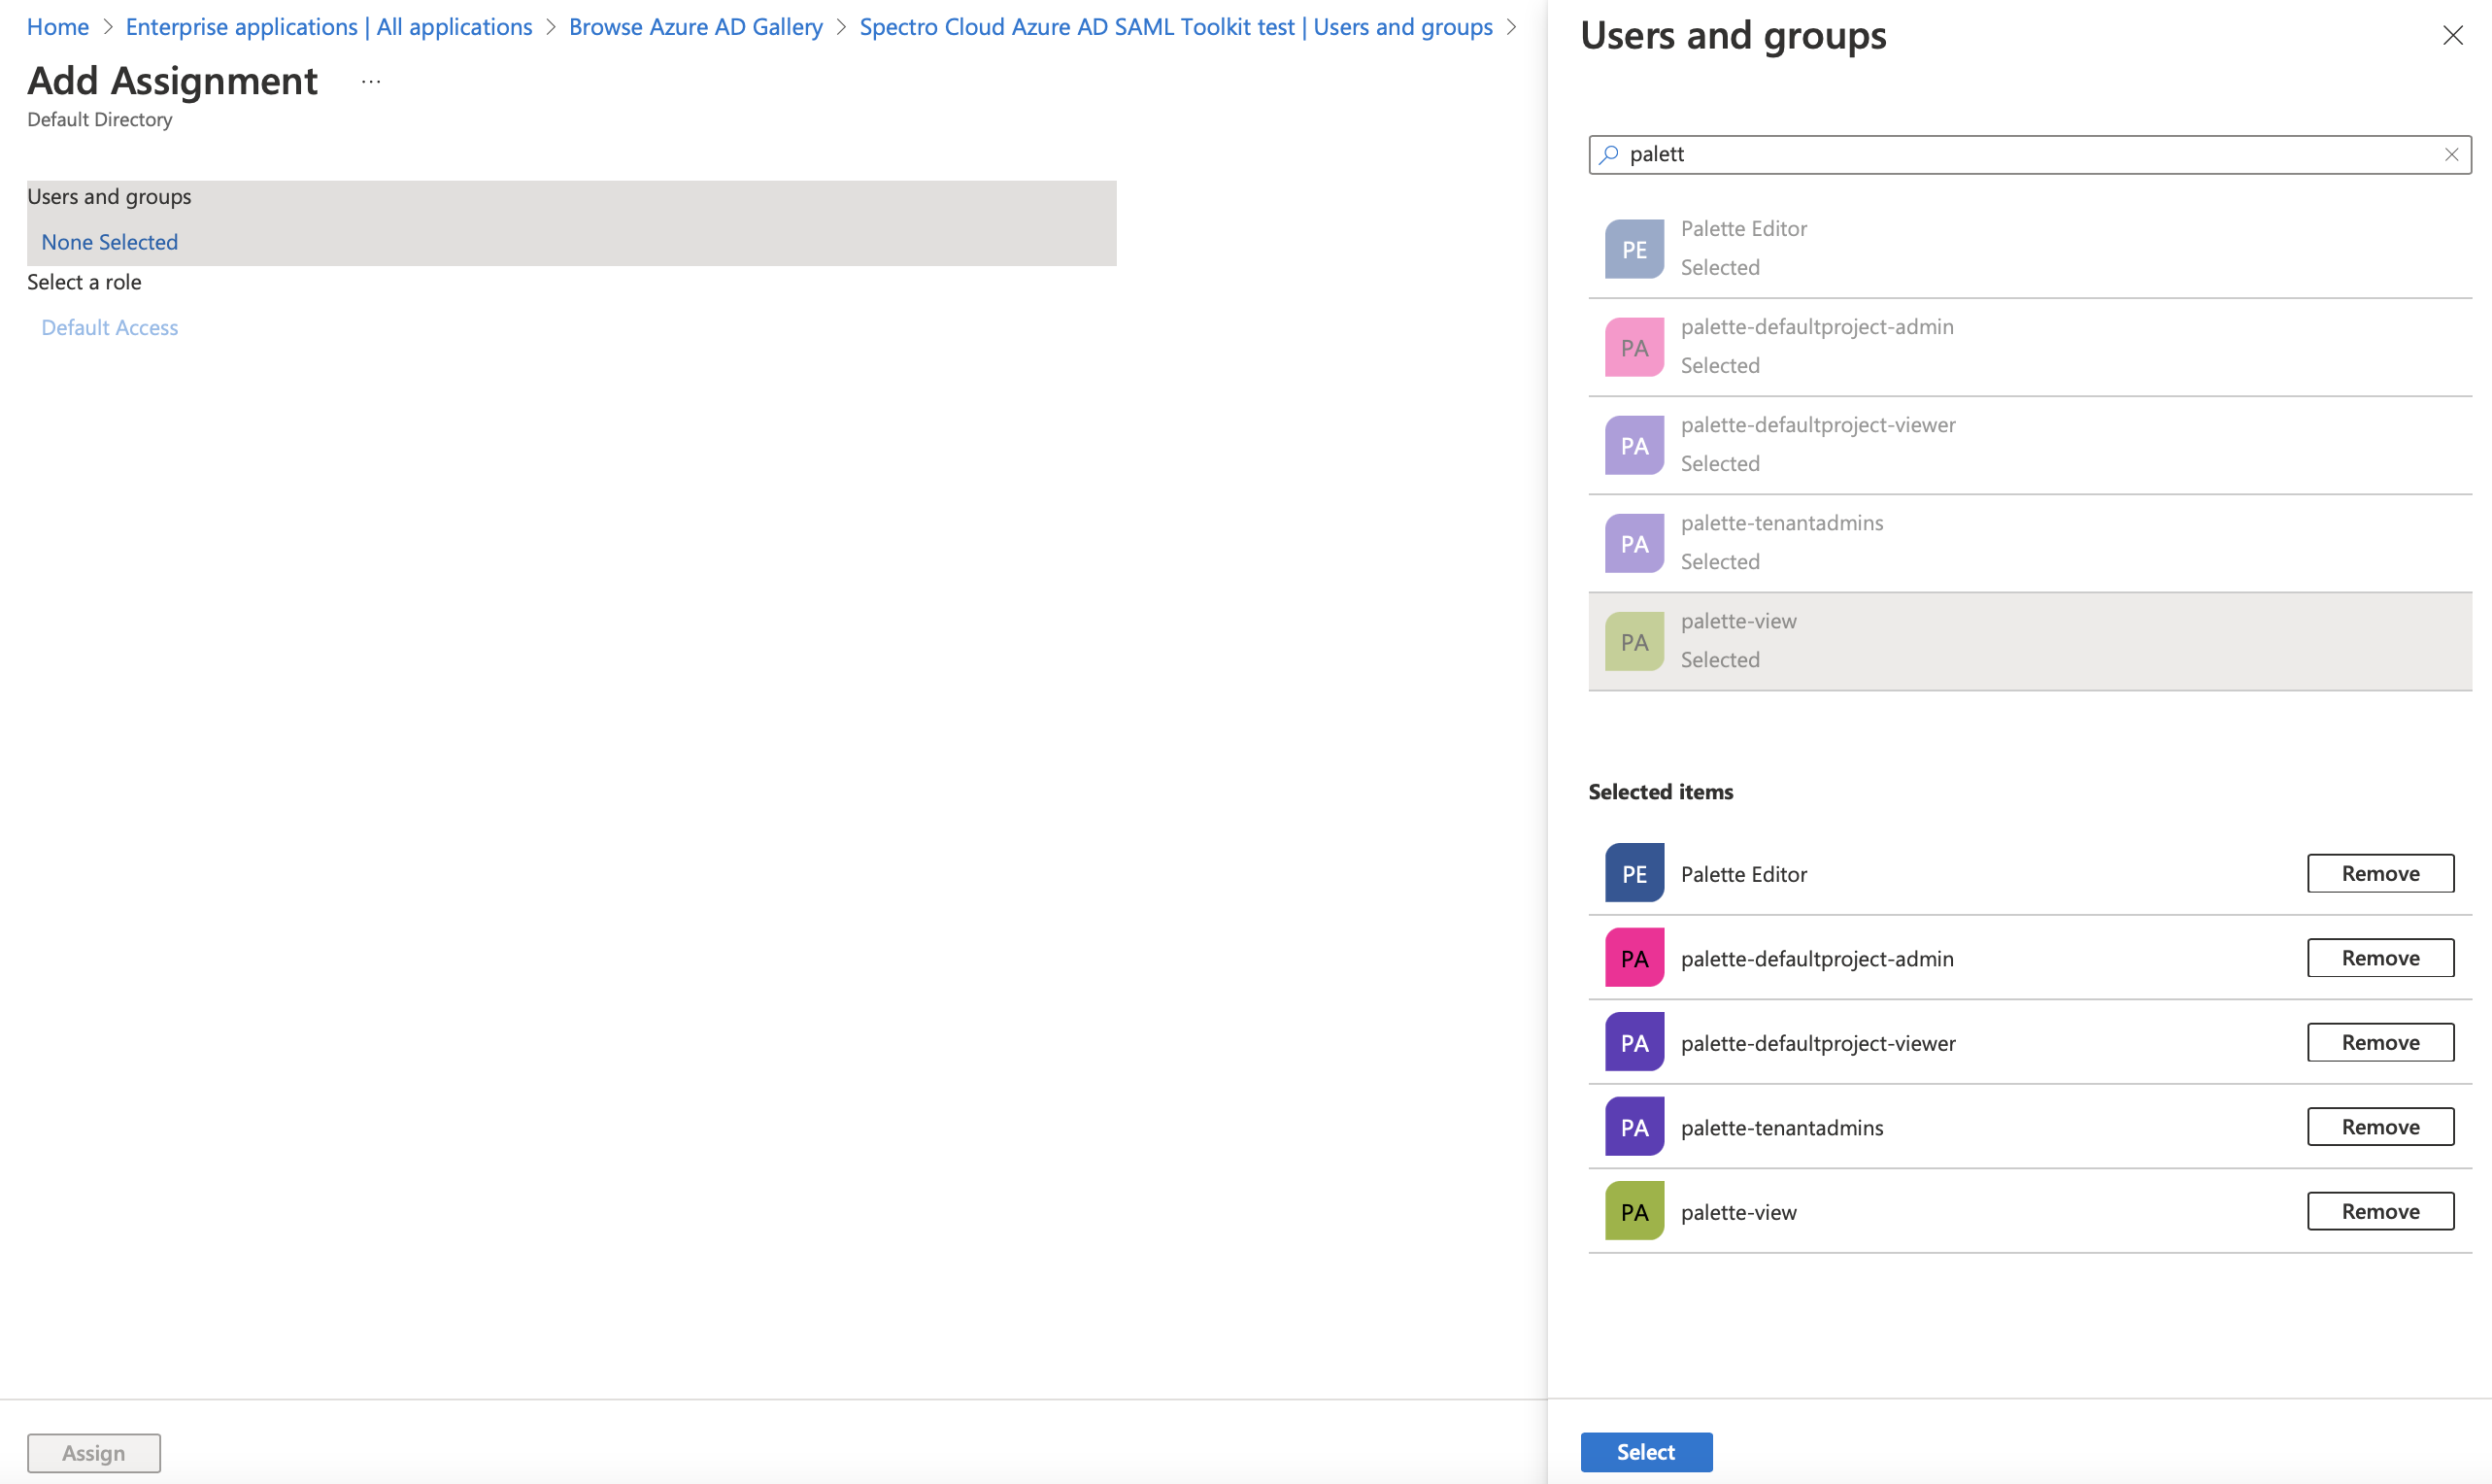 Home > Enterprise applications | All applications > Browse Azure AD Gallery > Spectro Cloud Azure AD SAML Toolkit test | Users and groups >
Add Assignment ...
Default Directory
Users and groups
None Selected
Select a role
Default Access
Assign
Users and groups
palett
PE
Palette Editor
Selected
PA
palette-defaultproject-admin
Selected
PA
palette-defaultproject-viewer
Selected
PA
palette-tenantadmins
Selected
PA
palette-view
Selected
Selected items
PE Palette Editor Remove
PA palette-defaultproject-admin Remove
PA palette-defaultproject-viewer Remove
PA palette-tenantadmins Remove
PA palette-view Remove
Select